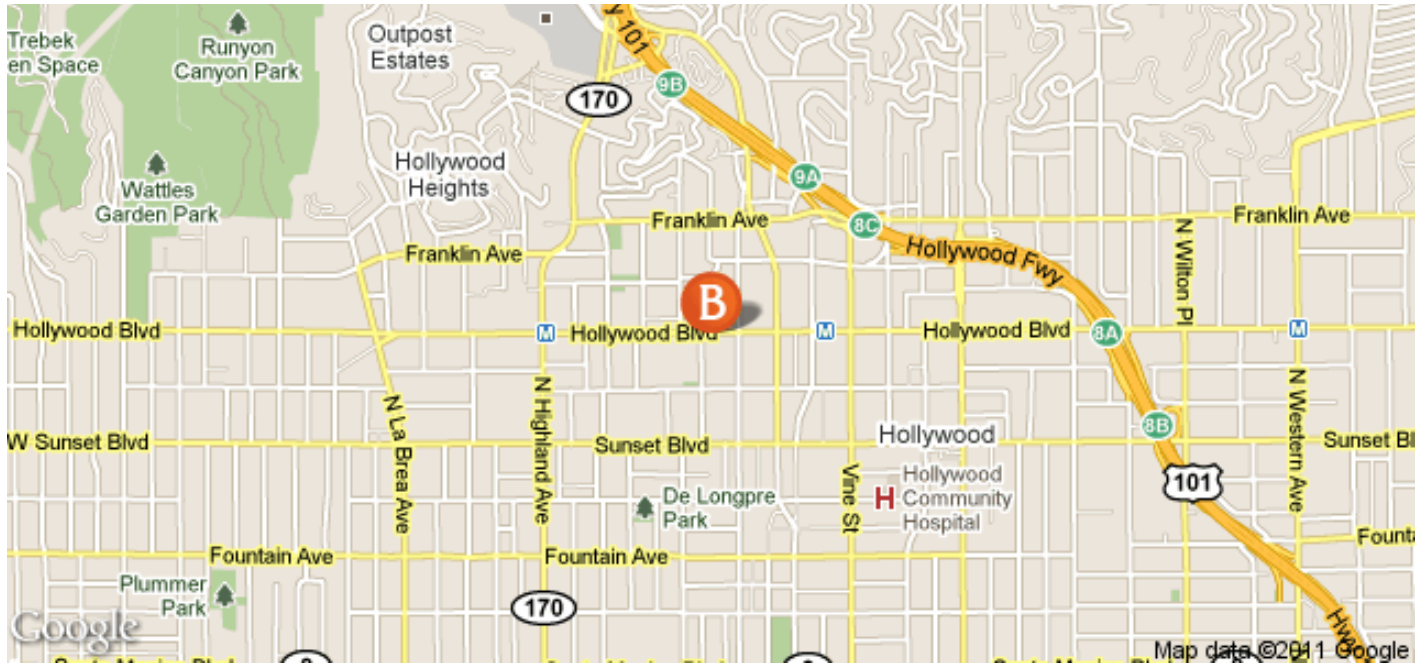 Trebek
en Space
Runyon
Canyon Park
Outpost
Estates
y 101
9B
170
Wattles
Garden Park
Hollywood
Heights
9A
Franklin Ave
8C
Franklin Ave
Franklin Ave
Hollywood Fwy
N Wilton Pl
B
Hollywood Blvd
M
Hollywood Blvd
M
Hollywood Blvd
8A
M
N La Brea Ave
N Highland Ave
N Western Ave
W Sunset Blvd
Sunset Blvd
Hollywood
8B
Sunset Bl
Vine St
H
Hollywood
Community
Hospital
101
De Longpre
Park
Fountain Ave
Fountain Ave
Founta
Plummer
Park
170
Google
Hw
Map data ©2011 Google